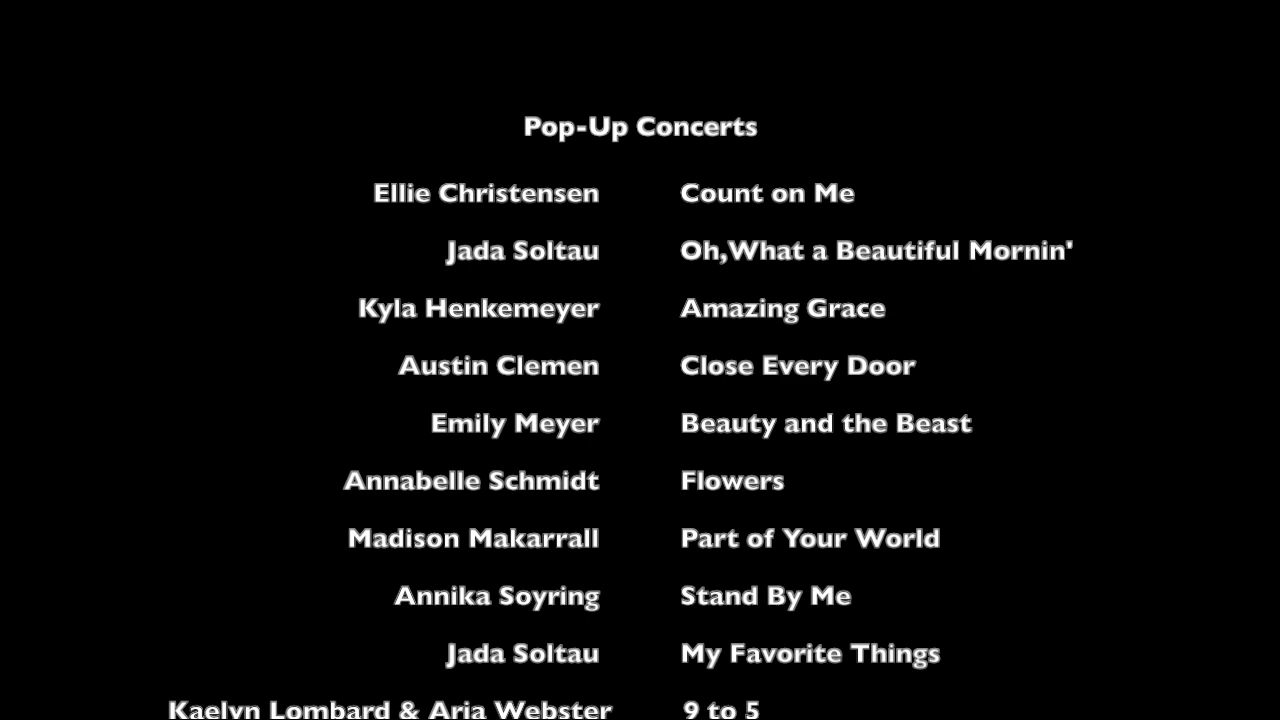 Pop-Up Concerts
Ellie Christensen Count on Me
Jada Soltau Oh,What a Beautiful Mornin'
Kyla Henkemeyer Amazing Grace
Austin Clemen Close Every Door
Emily Meyer Beauty and the Beast
Annabelle Schmidt Flowers
Madison Makarrall Part of Your World
Annika Soyring Stand By Me
Jada Soltau My Favorite Things
Kaelyn Lombard & Aria Webster 9 to 5